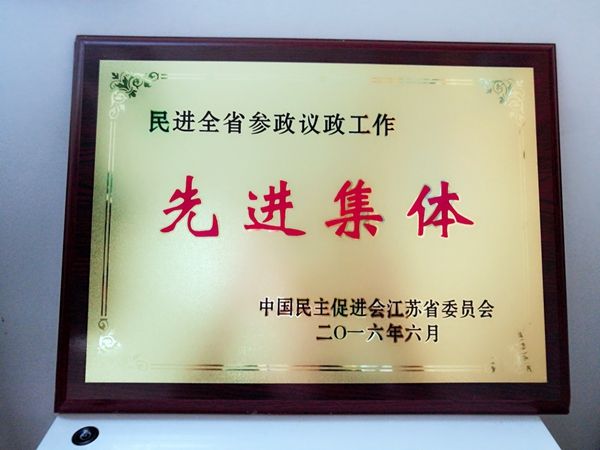 民进全省参政议政工作
先进集体
中国民主促进会江苏省委员会
二〇一六年六月